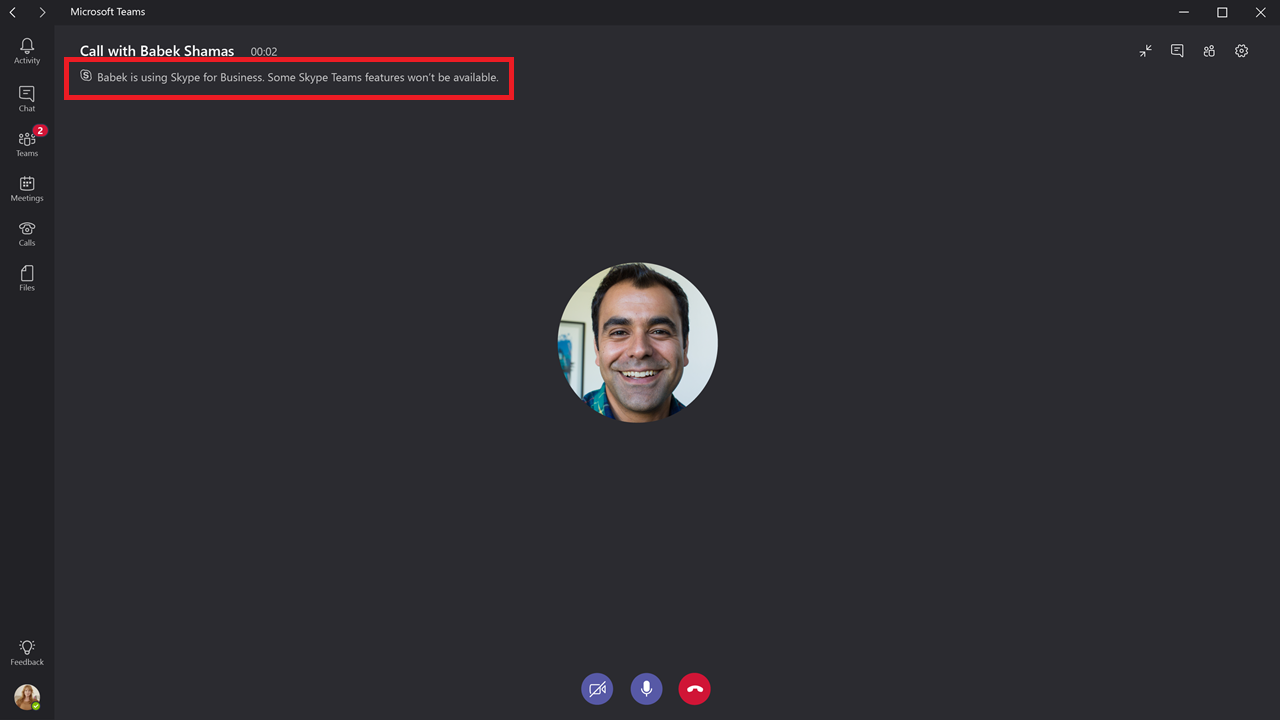 Microsoft Teams
Call with Babek Shamas 00:02
Babek is using Skype for Business. Some Skype Teams features won't be available.
Activity
Chat
2
Teams
Meetings
Calls
Files
Feedback